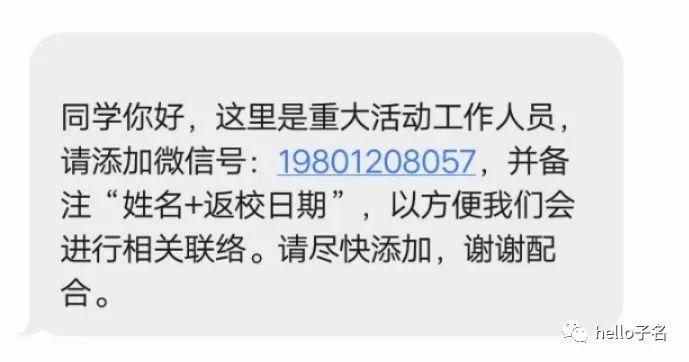 同学你好，这里是重大活动工作人员，
请添加微信号：19801208057，并备
注“姓名+返校日期”，以方便我们会
进行相关联络。请尽快添加，谢谢配
合。
hello子名